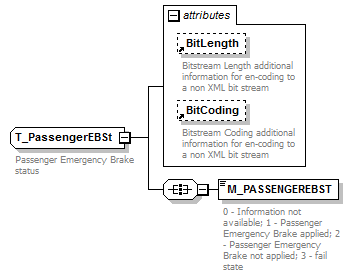 attributes
BitLength
Bitstream Length additional
information for en-coding to
a non XML bit stream
BitCoding
Bitstream Coding additional
information for en-coding to
a non XML bit stream
T_PassengerEBSt
Passenger Emergency Brake
status
M_PASSENGEREBST
0 - Information not
available; 1 - Passenger
Emergency Brake applied; 2
- Passenger Emergency
Brake not applied; 3 - fail
state